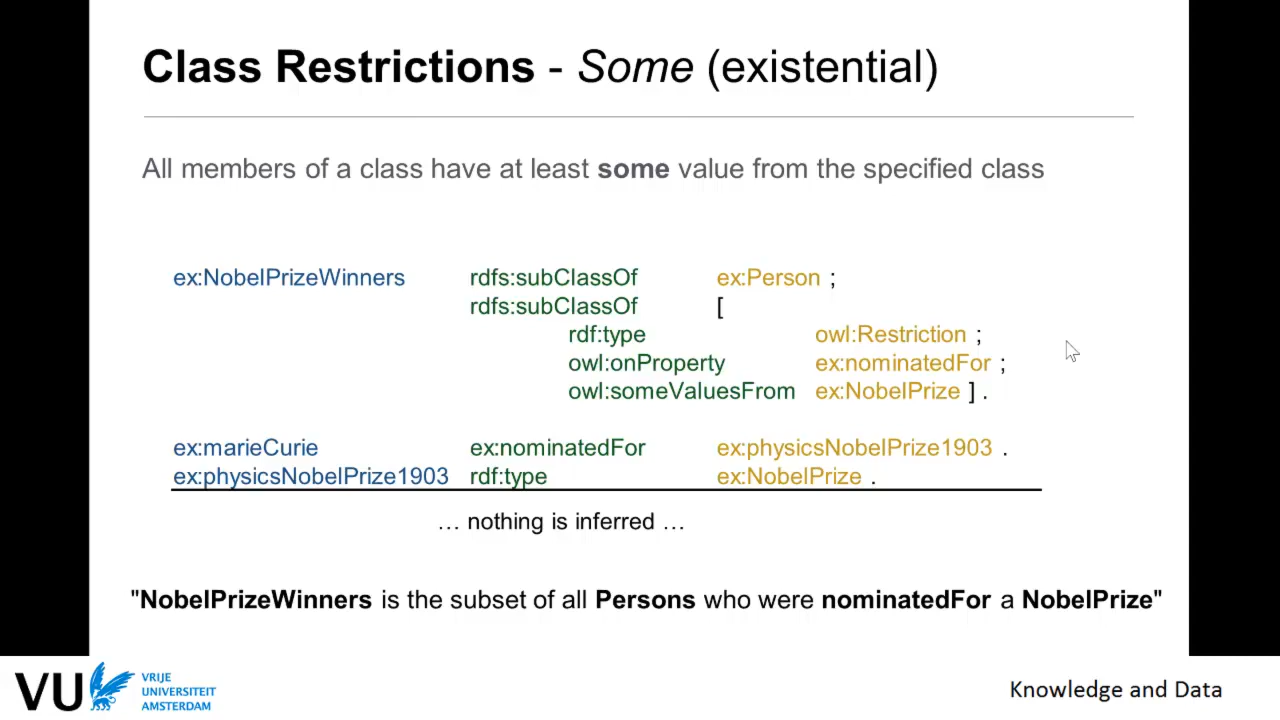 Class Restrictions - Some (existential)
All members of a class have at least some value from the specified class
ex:NobelPrizeWinners rdfs:subClassOf ex:Person ;
rdfs:subClassOf [
rdf:type owl:Restriction ;
owl:onProperty ex:nominatedFor ;
owl:someValuesFrom ex:NobelPrize ] .
ex:marieCurie ex:nominatedFor ex:physicsNobelPrize1903 .
ex:physicsNobelPrize1903 rdf:type ex:NobelPrize .
… nothing is inferred …
"NobelPrizeWinners is the subset of all Persons who were nominatedFor a NobelPrize"
VU
VRIJE
UNIVERSITEIT
AMSTERDAM
Knowledge and Data